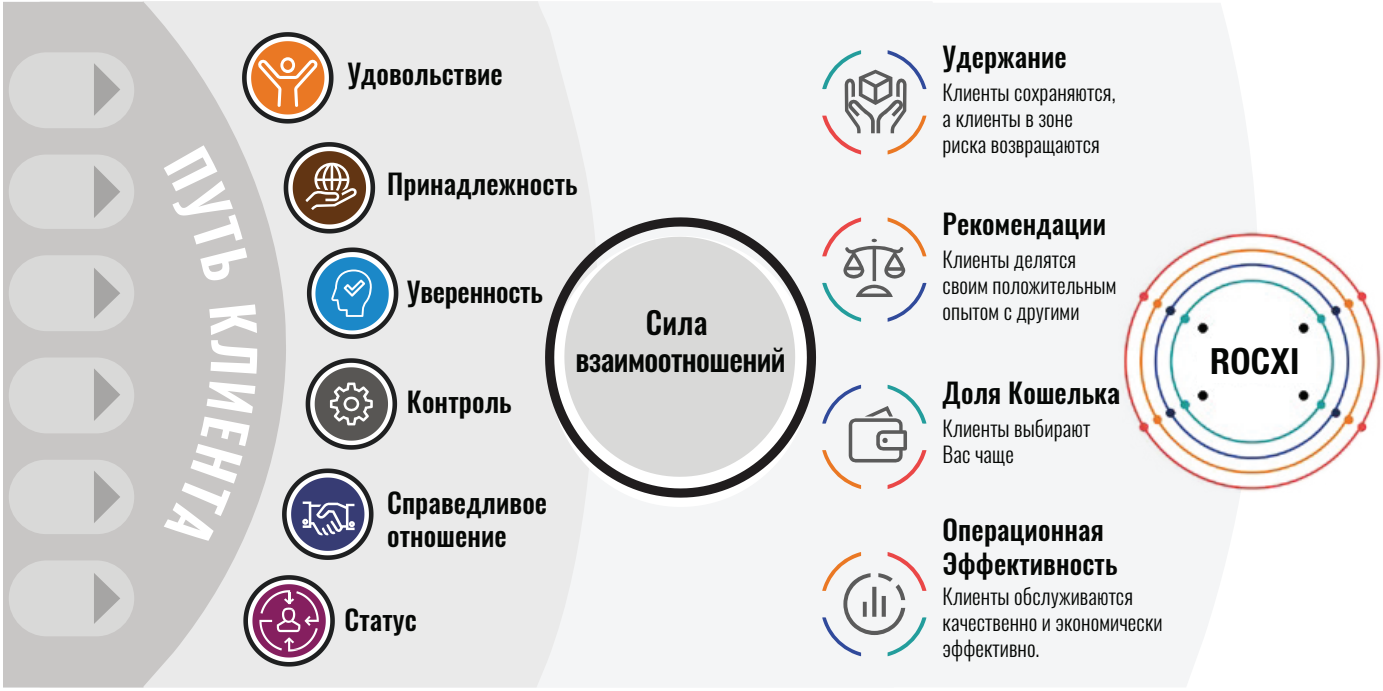 ПУТЬ КЛИЕНТА
Удовольствие
Принадлежность
Уверенность
Контроль
Справедливое
отношение
Статус
Сила
взаимоотношений
Удержание
Клиенты сохраняются,
а клиенты в зоне
риска возвращаются
Рекомендации
Клиенты делятся
своим положительным
опытом с другими
Доля Кошелька
Клиенты выбирают
Вас чаще
Операционная
Эффективность
Клиенты обслуживаются
качественно и экономически
эффективно.
ROCXI